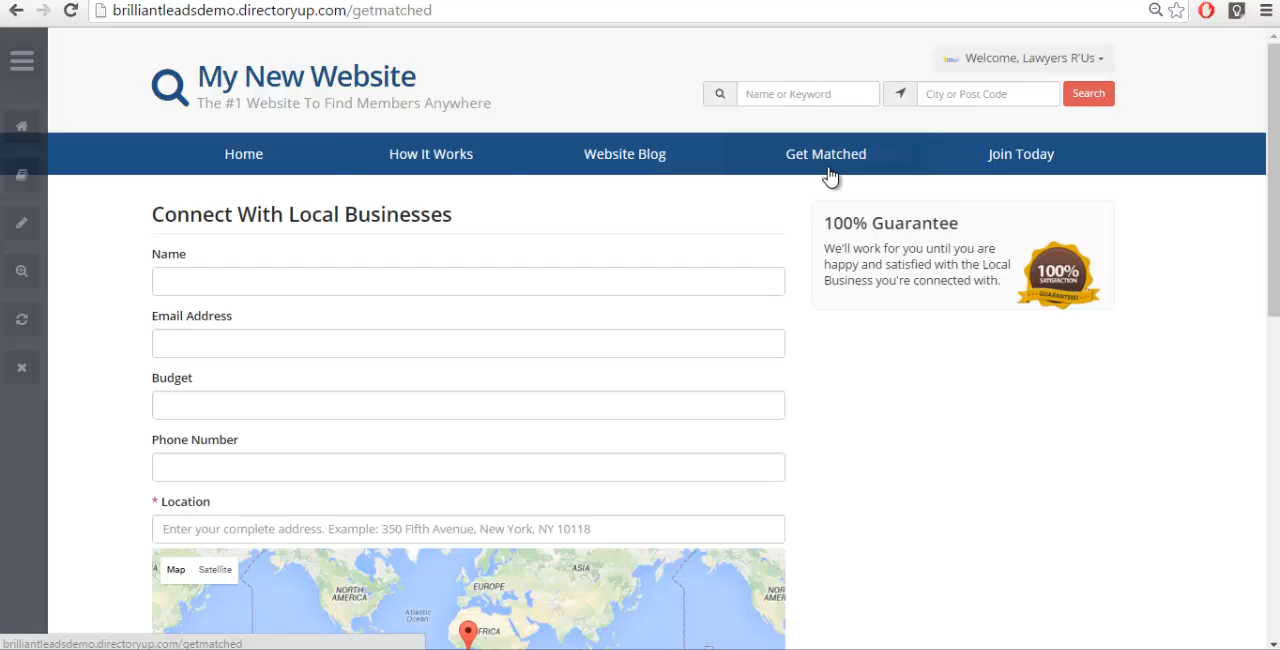 brilliantleadsdemo.directoryup.com/getmatched
Welcome, Lawyers R'Us
My New Website
The #1 Website To Find Members Anywhere
Name or Keyword
City or Post Code
Search
Home
How It Works
Website Blog
Get Matched
Join Today
Connect With Local Businesses
Name
Email Address
Budget
Phone Number
* Location
Enter your complete address. Example: 350 Fifth Avenue, New York, NY 10118
Map
Satellite
NORTH
AMERICA
Atlantic
Ocean
EUROPE
ASIA
FRICA
A
NOR
AMER
100% Guarantee
We'll work for you until you are
happy and satisfied with the Local
Business you're connected with.
100%
SATISFACTION
GUARANTEE!
brilliantleadsdemo.directoryup.com/getmatched